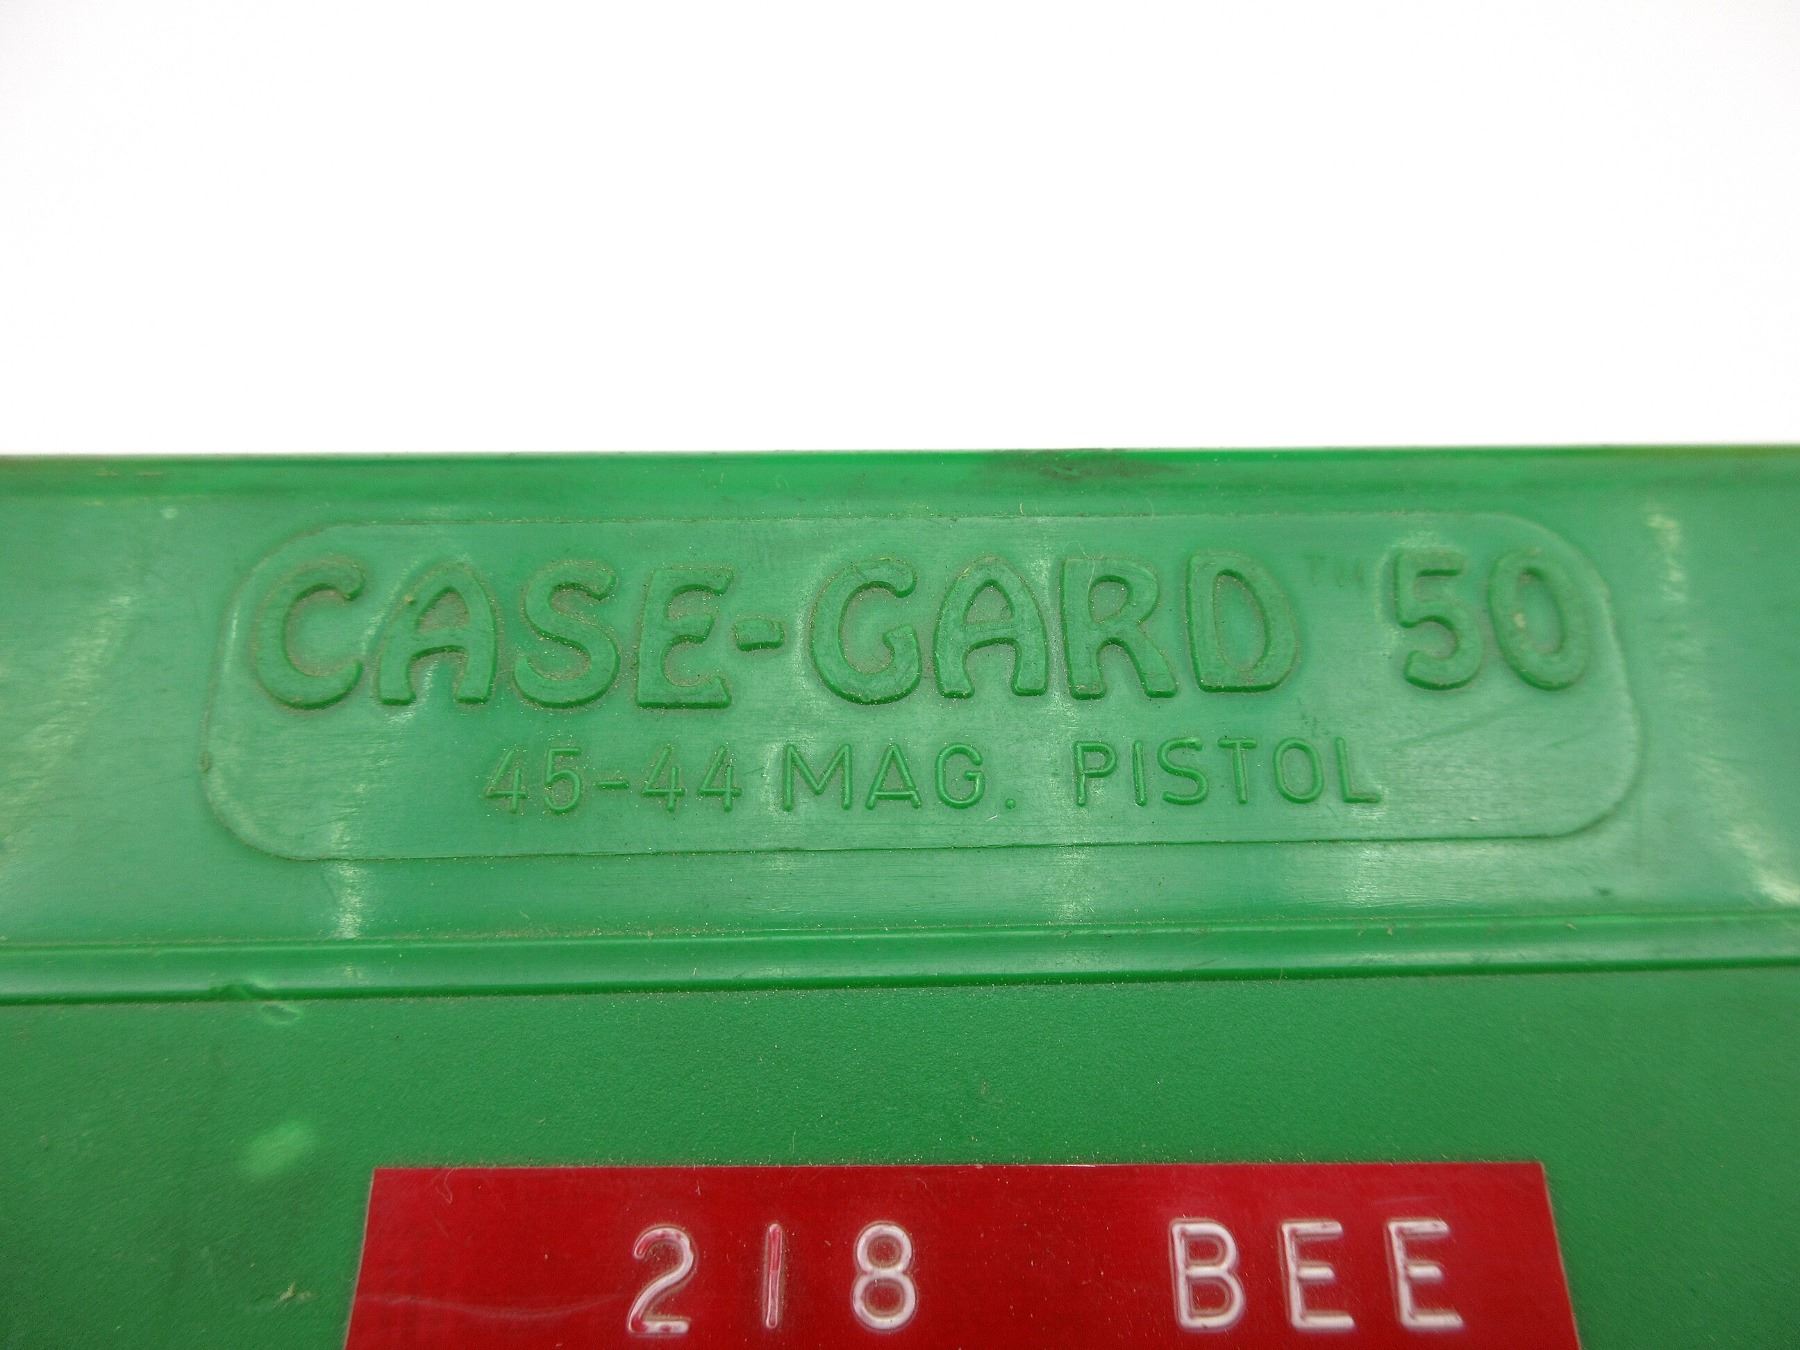 CASE-GARD™ 50
45-44 MAG. PISTOL
218 BEE